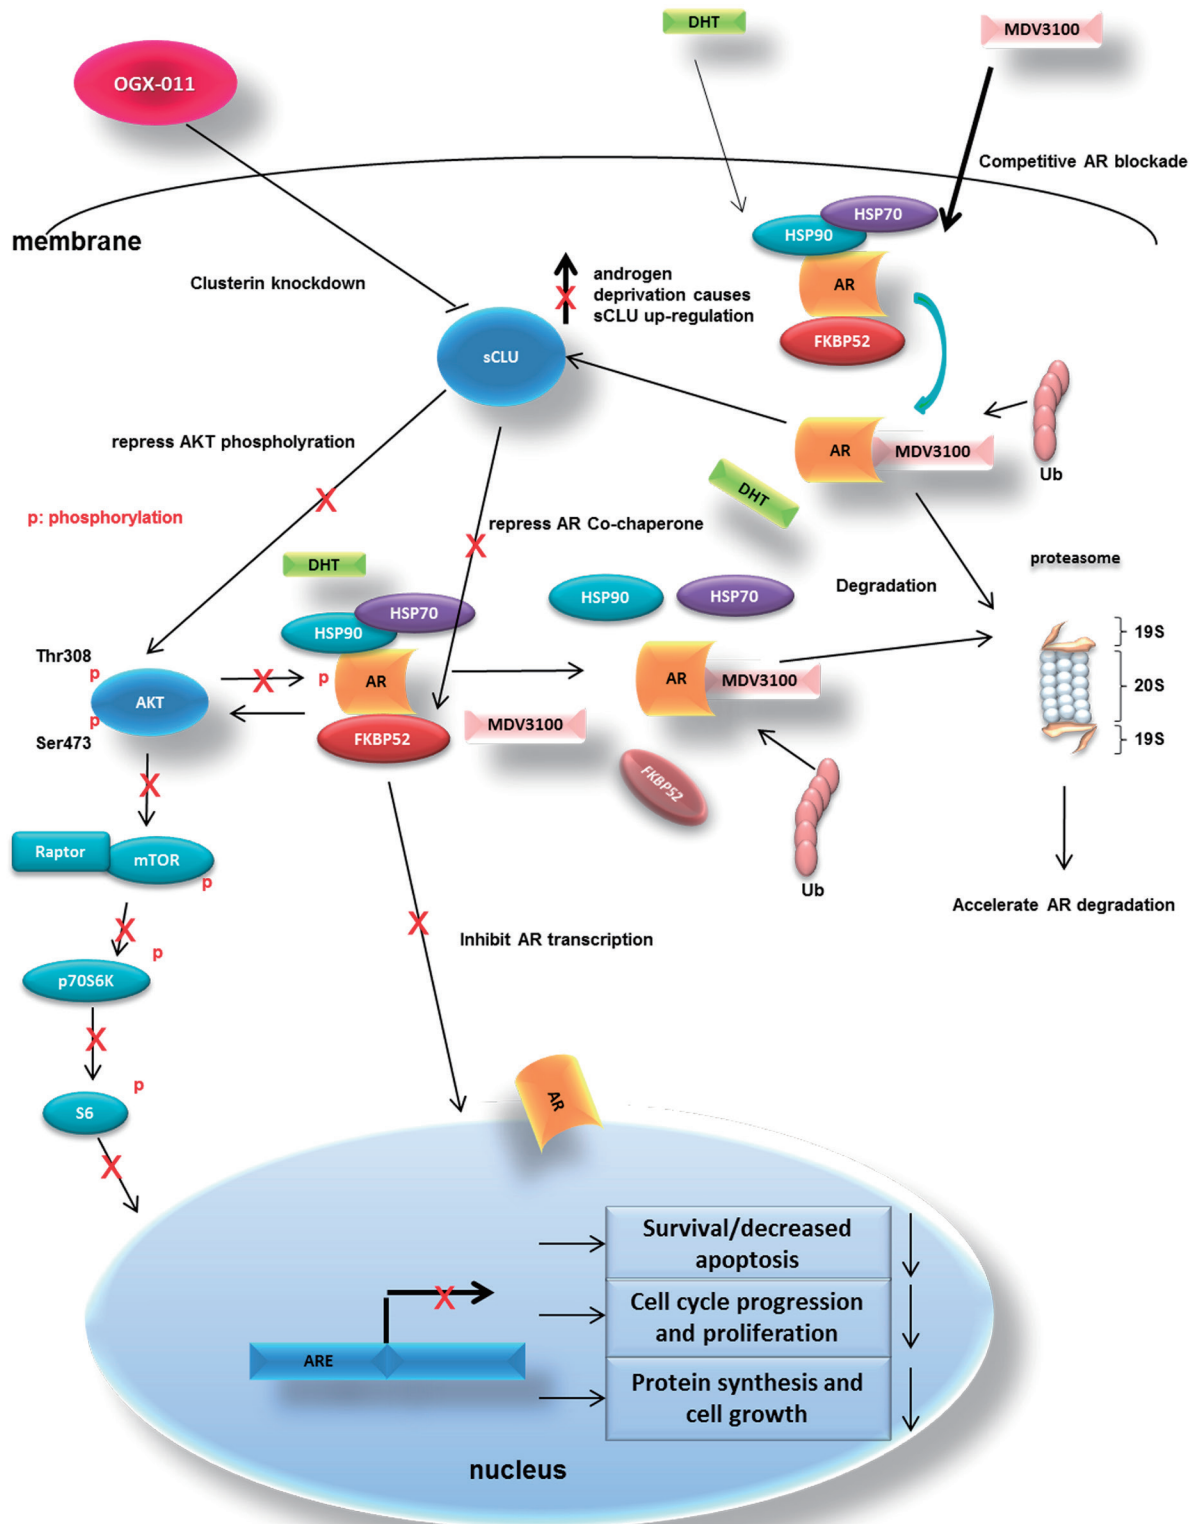 DHT
MDV3100
OGX-011
Competitive AR blockade
HSP70
HSP90
membrane
AR
FKBP52
Clusterin knockdown
androgen
deprivation causes
sCLU up-regulation
X
sCLU
repress AKT phospholyration
X
AR
MDV3100
Ub
DHT
p: phosphorylation
repress AR Co-chaperone
X
DHT
HSP70
HSP90
HSP90
HSP70
Degradation
proteasome
19S
20S
19S
Thr308
p
AKT
p
Ser473
X
p
AR
FKBP52
MDV3100
AR
MDV3100
FKBP52
Ub
X
Raptor
mTOR
p
X
p
p70S6K
X
p
S6
X
X
Inhibit AR transcription
Accelerate AR degradation
AR
Survival/decreased
apoptosis
Cell cycle progression
and proliferation
Protein synthesis and
cell growth
X
ARE
nucleus